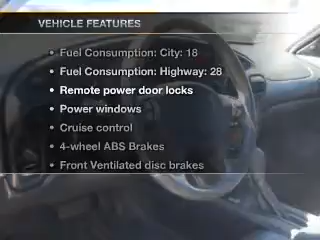 VEHICLE FEATURES
• Fuel Consumption: City: 18
• Fuel Consumption: Highway: 28
• Remote power door locks
• Power windows
• Cruise control
• 4-wheel ABS Brakes
• Front Ventilated disc brakes